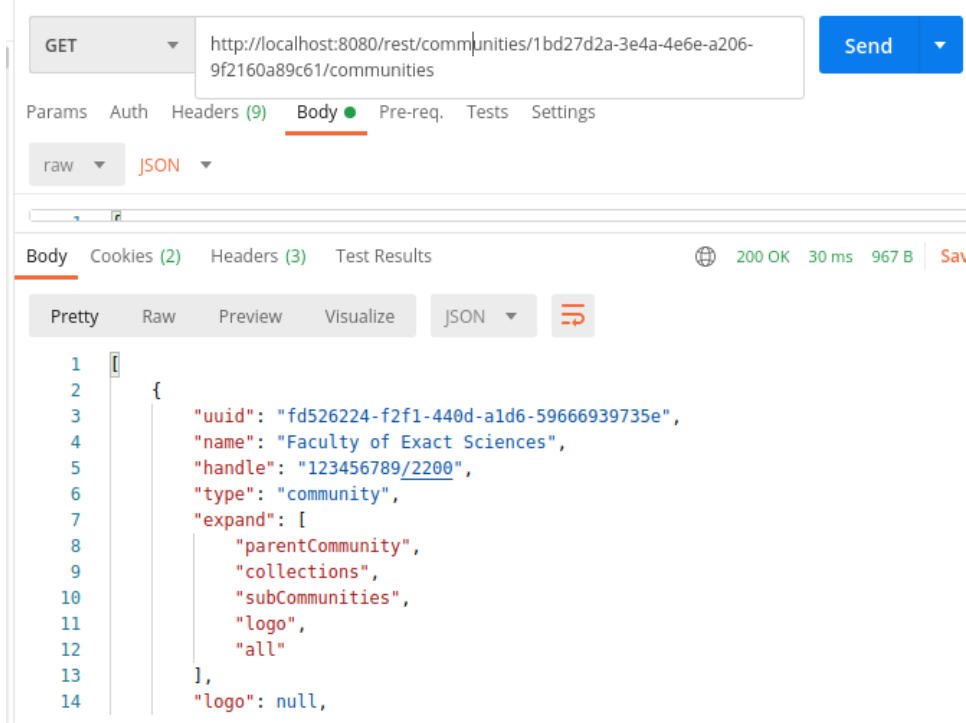 GET
http://localhost:8080/rest/communities/1bd27d2a-3e4a-4e6e-a206-
9f2160a89c61/communities
Send
Params Auth Headers (9) Body Pre-req. Tests Settings
raw JSON
1 [
Body Cookies (2) Headers (3) Test Results 200 OK 30 ms 967 B Sav
Pretty Raw Preview Visualize JSON
1 [
2 {
3 "uuid": "fd526224-f2f1-440d-a1d6-59666939735e",
4 "name": "Faculty of Exact Sciences",
5 "handle": "123456789/2200",
6 "type": "community",
7 "expand": [
8 "parentCommunity",
9 "collections",
10 "subCommunities",
11 "logo",
12 "all"
13 ],
14 "logo": null,